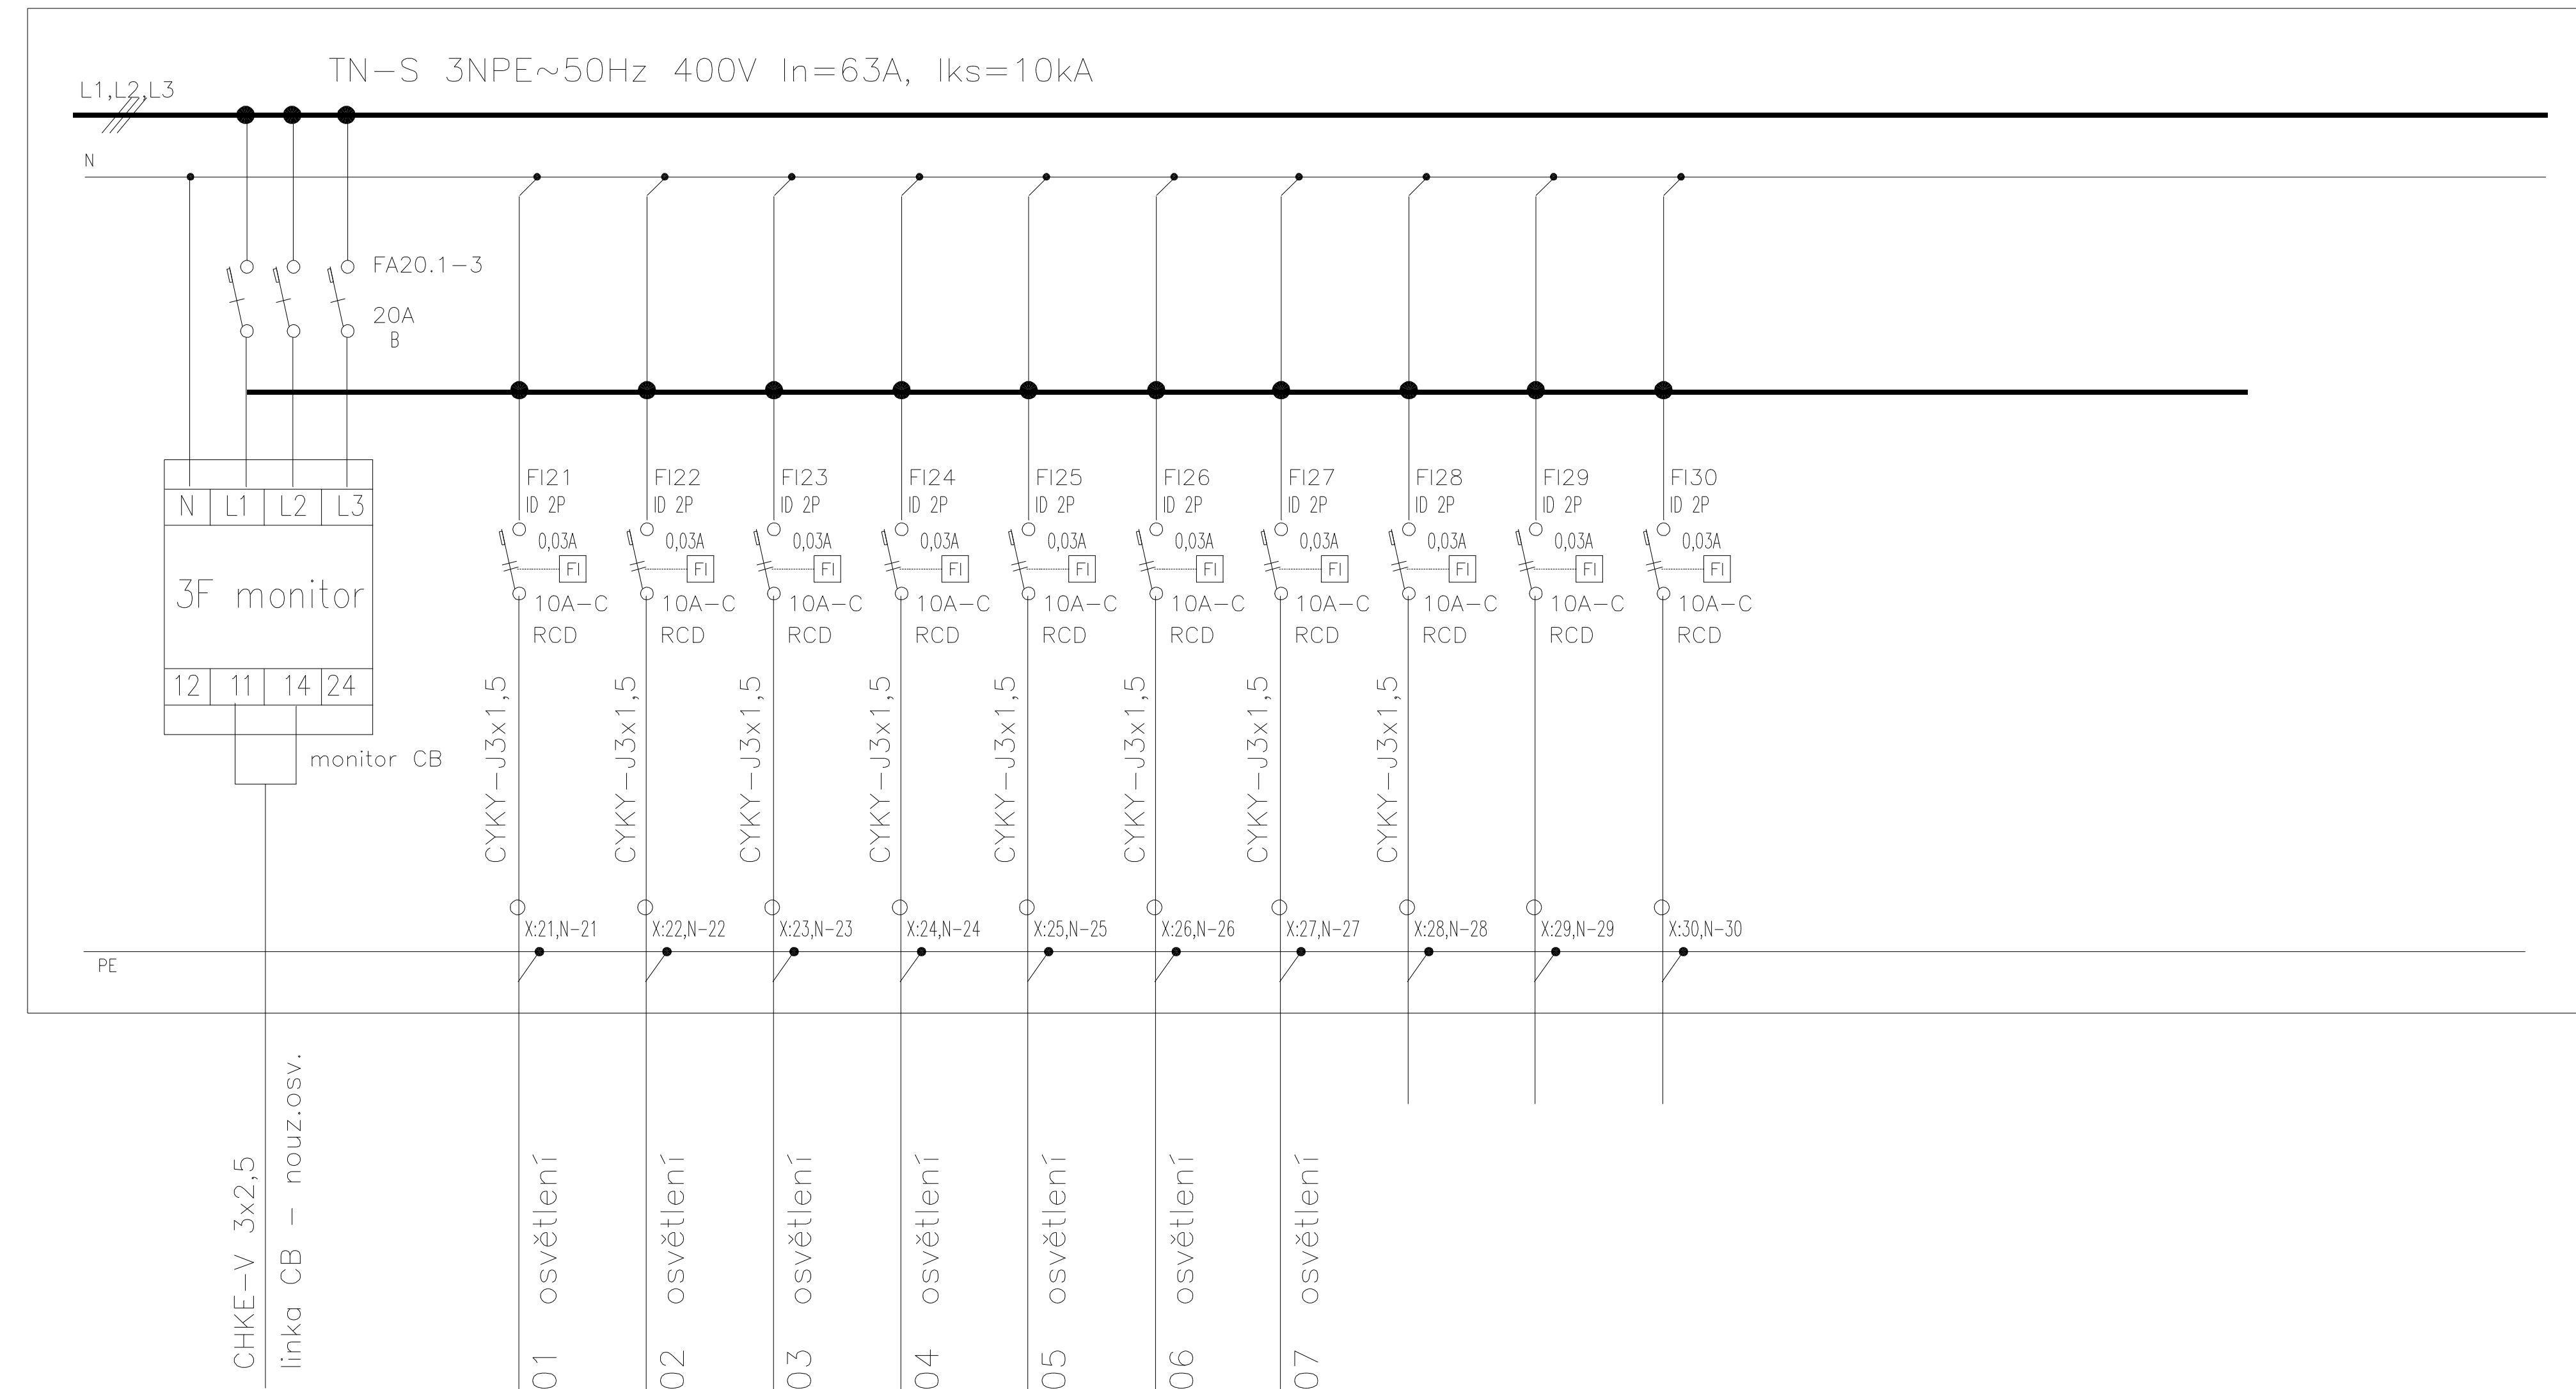 TN-S 3NPE~50Hz 400V In=63A, Iks=10kA
L1,L2,L3
N
FA20.1-3
20A
B
N L1 L2 L3
3F monitor
12 11 14 24
monitor CB
FI21 FI22 FI23 FI24 FI25 FI26 FI27 FI28 FI29 FI30
ID 2P ID 2P ID 2P ID 2P ID 2P ID 2P ID 2P ID 2P ID 2P ID 2P
0,03A 0,03A 0,03A 0,03A 0,03A 0,03A 0,03A 0,03A 0,03A 0,03A
FI FI FI FI FI FI FI FI FI FI
10A-C 10A-C 10A-C 10A-C 10A-C 10A-C 10A-C 10A-C 10A-C 10A-C
RCD RCD RCD RCD RCD RCD RCD RCD RCD RCD
CYKY-J3x1,5
CYKY-J3x1,5
CYKY-J3x1,5
CYKY-J3x1,5
CYKY-J3x1,5
CYKY-J3x1,5
CYKY-J3x1,5
CYKY-J3x1,5
X:21,N-21 X:22,N-22 X:23,N-23 X:24,N-24 X:25,N-25 X:26,N-26 X:27,N-27 X:28,N-28 X:29,N-29 X:30,N-30
PE
CHKE-V 3x2,5
linka CB - nouz.osv.
01 osvětlení
02 osvětlení
03 osvětlení
04 osvětlení
05 osvětlení
06 osvětlení
07 osvětlení